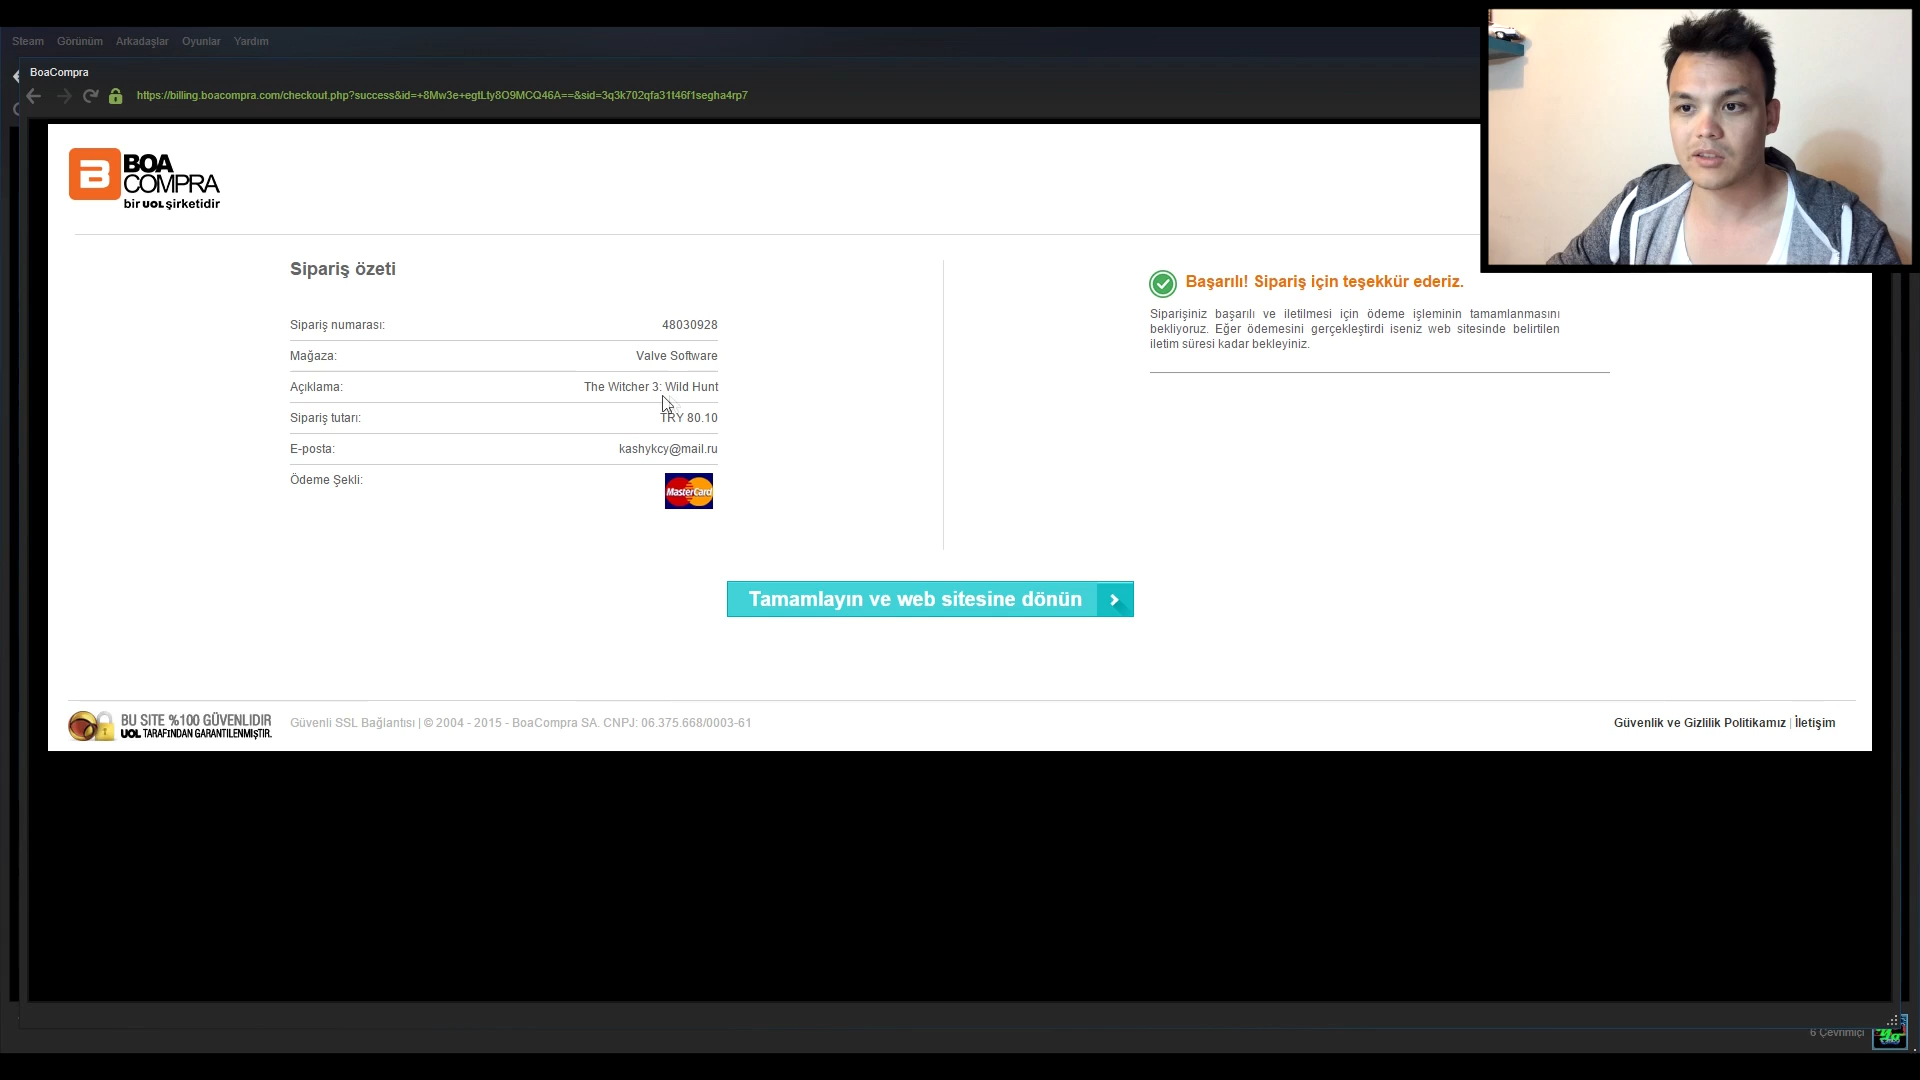 Steam Görünüm Arkadaşlar Oyunlar Yardım
BoaCompra
https://billing.boacompra.com/checkout.php?success&id=+8Mw3e+egtLty8O9MCQ46A==&sid=3q3k702qfa31t46f1segha4rp7
B BOA
COMPRA
bir UOL şirketidir
Sipariş özeti
Sipariş numarası: 48030928
Mağaza: Valve Software
Açıklama: The Witcher 3: Wild Hunt
Sipariş tutarı: TRY 80.10
E-posta: kashykcy@mail.ru
Ödeme Şekli: MasterCard
Başarılı! Sipariş için teşekkür ederiz.
Siparişiniz başarılı ve iletilmesi için ödeme işleminin tamamlanmasını
bekliyoruz. Eğer ödemesini gerçekleştirdi iseniz web sitesinde belirtilen
iletim süresi kadar bekleyiniz.
Tamamlayın ve web sitesine dönün
BU SITE %100 GÜVENLIDIR
UOL TARAFINDAN GARANTILENMIŞTIR.
Güvenli SSL Bağlantısı | © 2004 - 2015 - BoaCompra SA. CNPJ: 06.375.668/0003-61
Güvenlik ve Gizlilik Politikamız | İletişim
6 Çevrimiçi